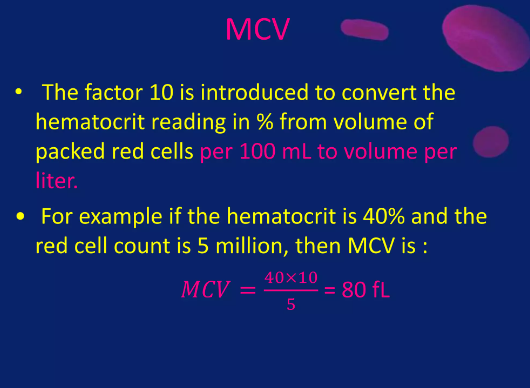 MCV
• The factor 10 is introduced to convert the
hematocrit reading in % from volume of
packed red cells per 100 mL to volume per
liter.
• For example if the hematocrit is 40% and the
red cell count is 5 million, then MCV is :
𝑀𝐶𝑉 = 40×10/5 = 80 fL